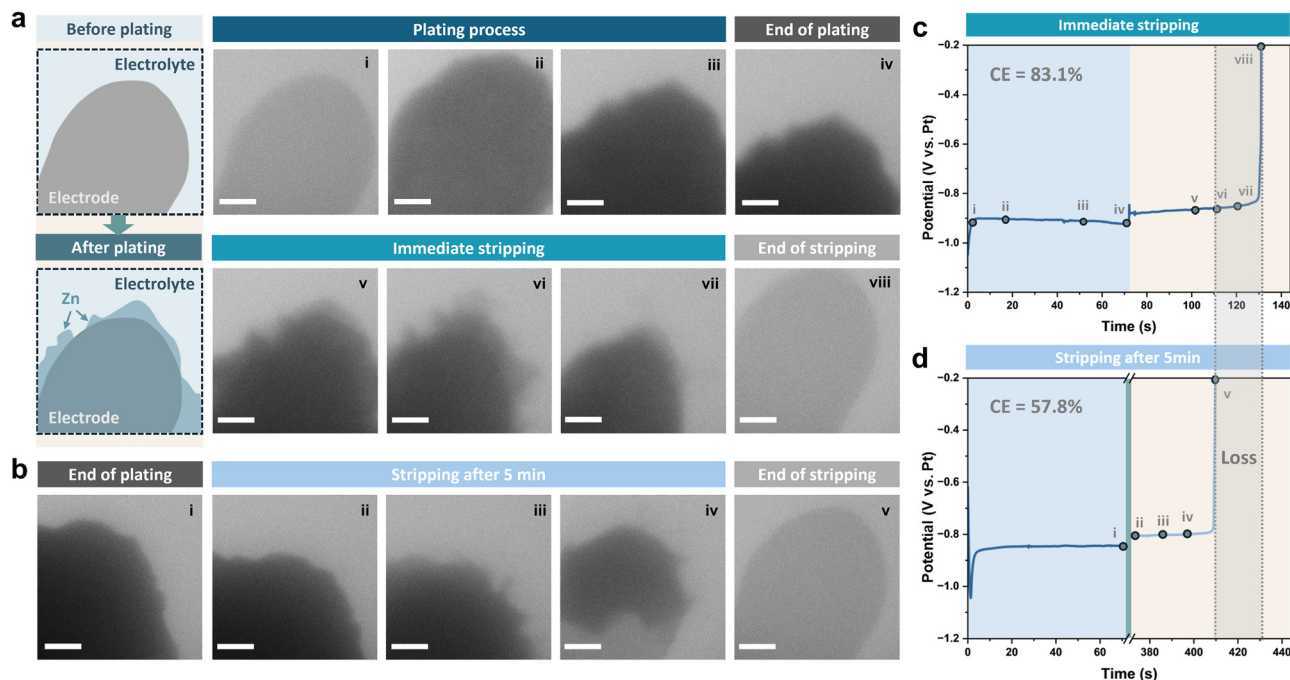 a
Before plating
Plating process
End of plating
Electrolyte
Electrode
i
ii
iii
iv
After plating
Immediate stripping
End of stripping
Electrolyte
Zn
Electrode
v
vi
vii
viii
b
End of plating
Stripping after 5 min
End of stripping
i
ii
iii
iv
v
c
Immediate stripping
CE = 83.1%
Potential (V vs. Pt)
-0.2
-0.4
-0.6
-0.8
-1.0
-1.2
i
ii
iii
iv
v
vi
vii
viii
0 20 40 60 80 100 120 140
Time (s)
d
Stripping after 5min
CE = 57.8%
Loss
Potential (V vs. Pt)
-0.2
-0.4
-0.6
-0.8
-1.0
-1.2
i
ii
iii
iv
v
0 20 40 60 380 400 420 440
Time (s)